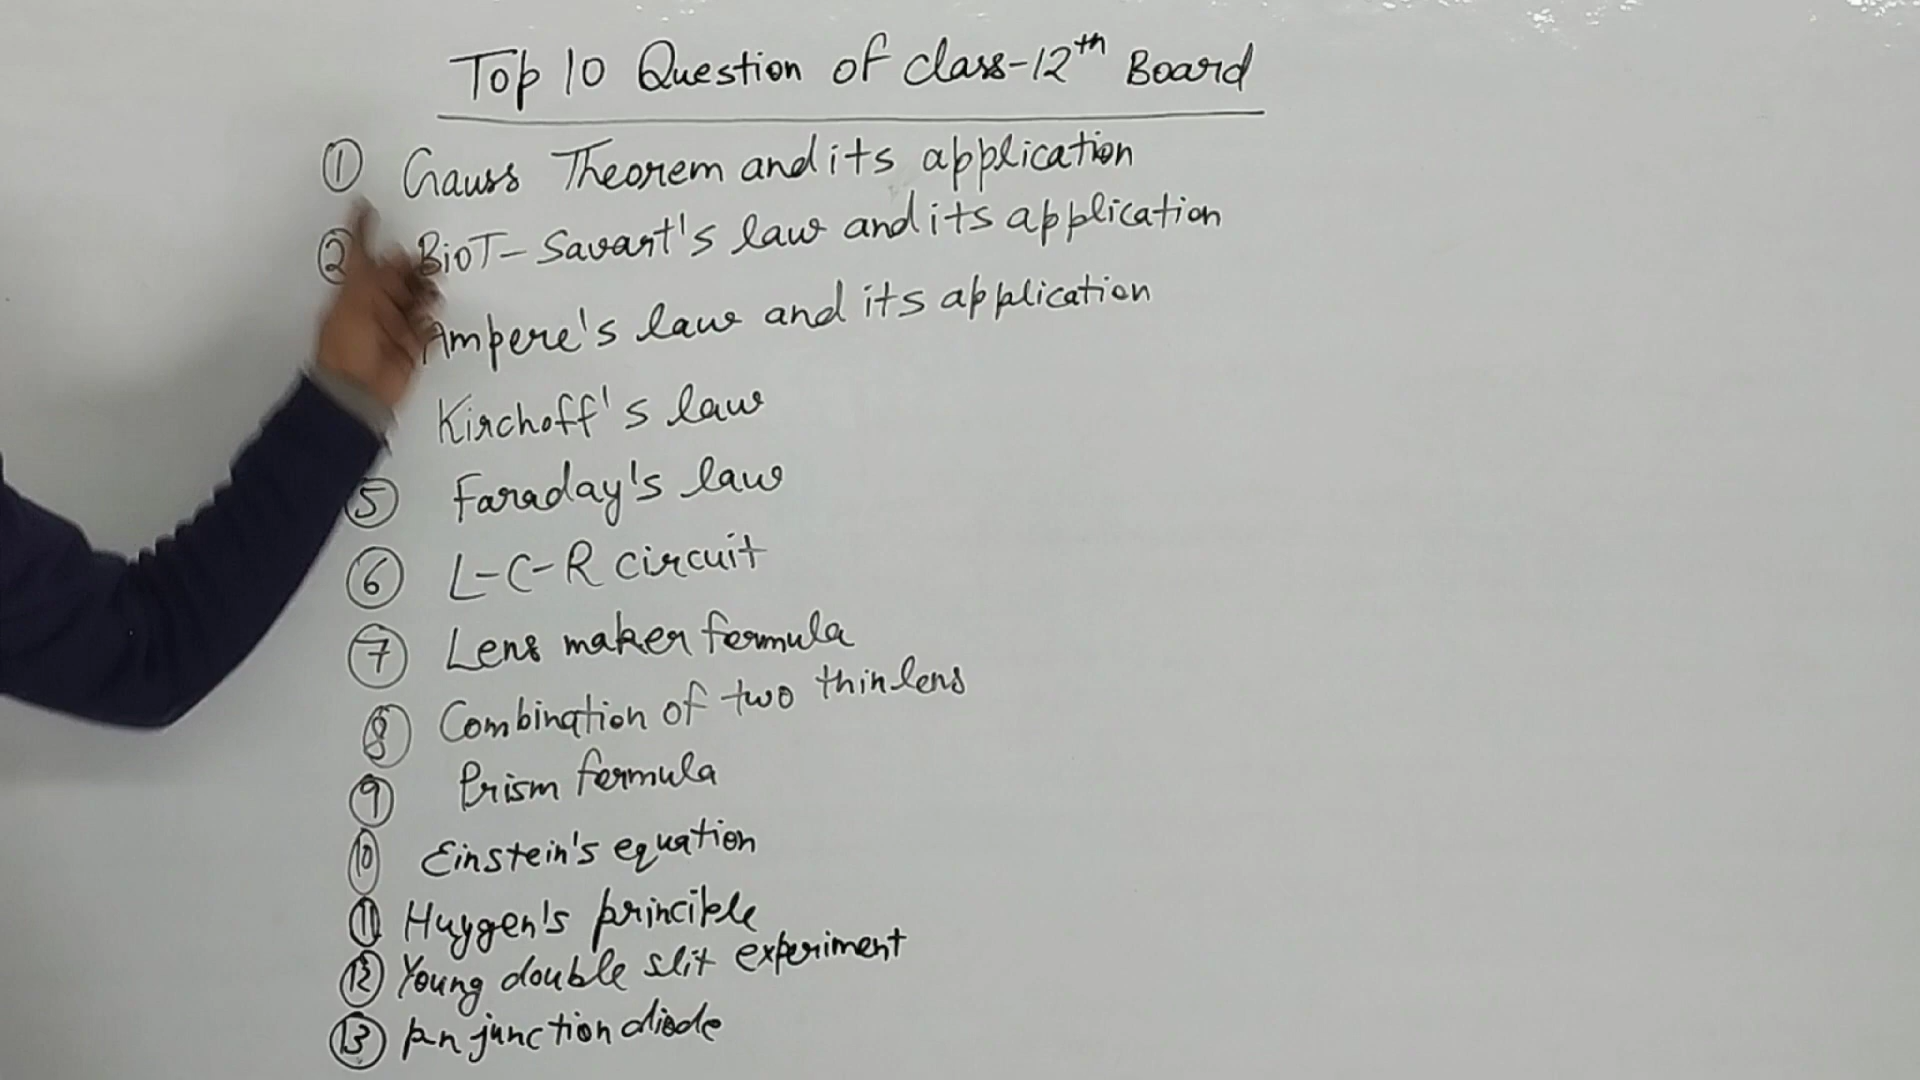 Top 10 Question of class-12th Board
① Gauss Theorem and its application
② BioT-Savart's law and its application
Ampere's law and its application
Kirchoff's law
⑤ Faraday's law
⑥ L-C-R circuit
⑦ Lens maker formula
⑧ Combination of two thin lens
⑨ Prism formula
⑩ Einstein's equation
⑪ Huygen's principle
⑫ Young double slit experiment
⑬ pn junction diode